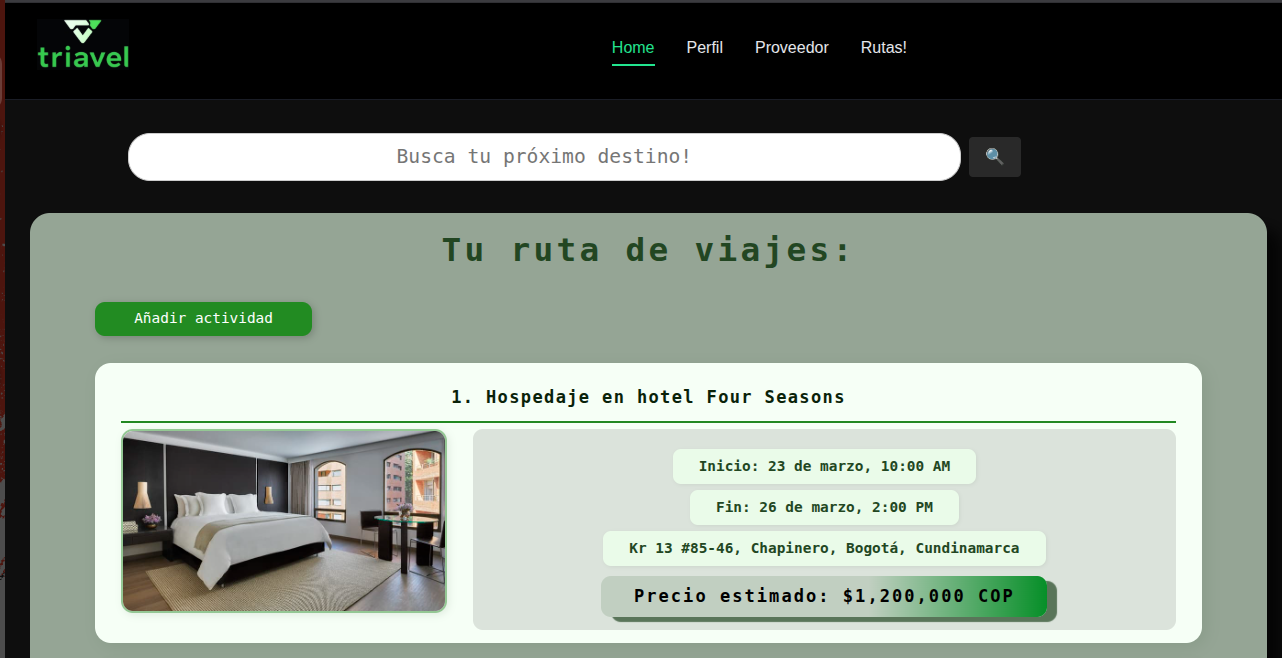 triavel
Home Perfil Proveedor Rutas!
Busca tu próximo destino!
Tu ruta de viajes:
Añadir actividad
1. Hospedaje en hotel Four Seasons
Inicio: 23 de marzo, 10:00 AM
Fin: 26 de marzo, 2:00 PM
Kr 13 #85-46, Chapinero, Bogotá, Cundinamarca
Precio estimado: $1,200,000 COP